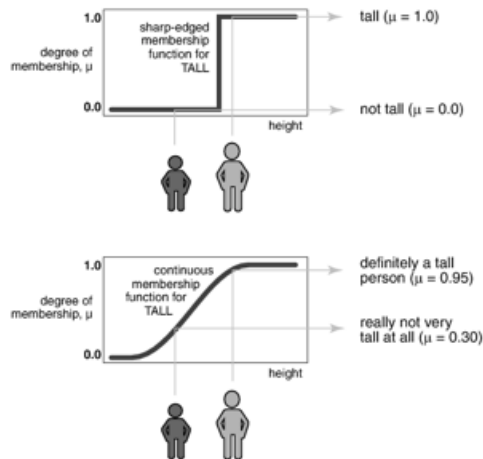 1.0
sharp-edged
membership
function for
TALL
degree of
membership, μ
0.0
height
tall (μ = 1.0)
not tall (μ = 0.0)
1.0
continuous
membership
function for
TALL
degree of
membership, μ
0.0
height
definitely a tall
person (μ = 0.95)
really not very
tall at all (μ = 0.30)